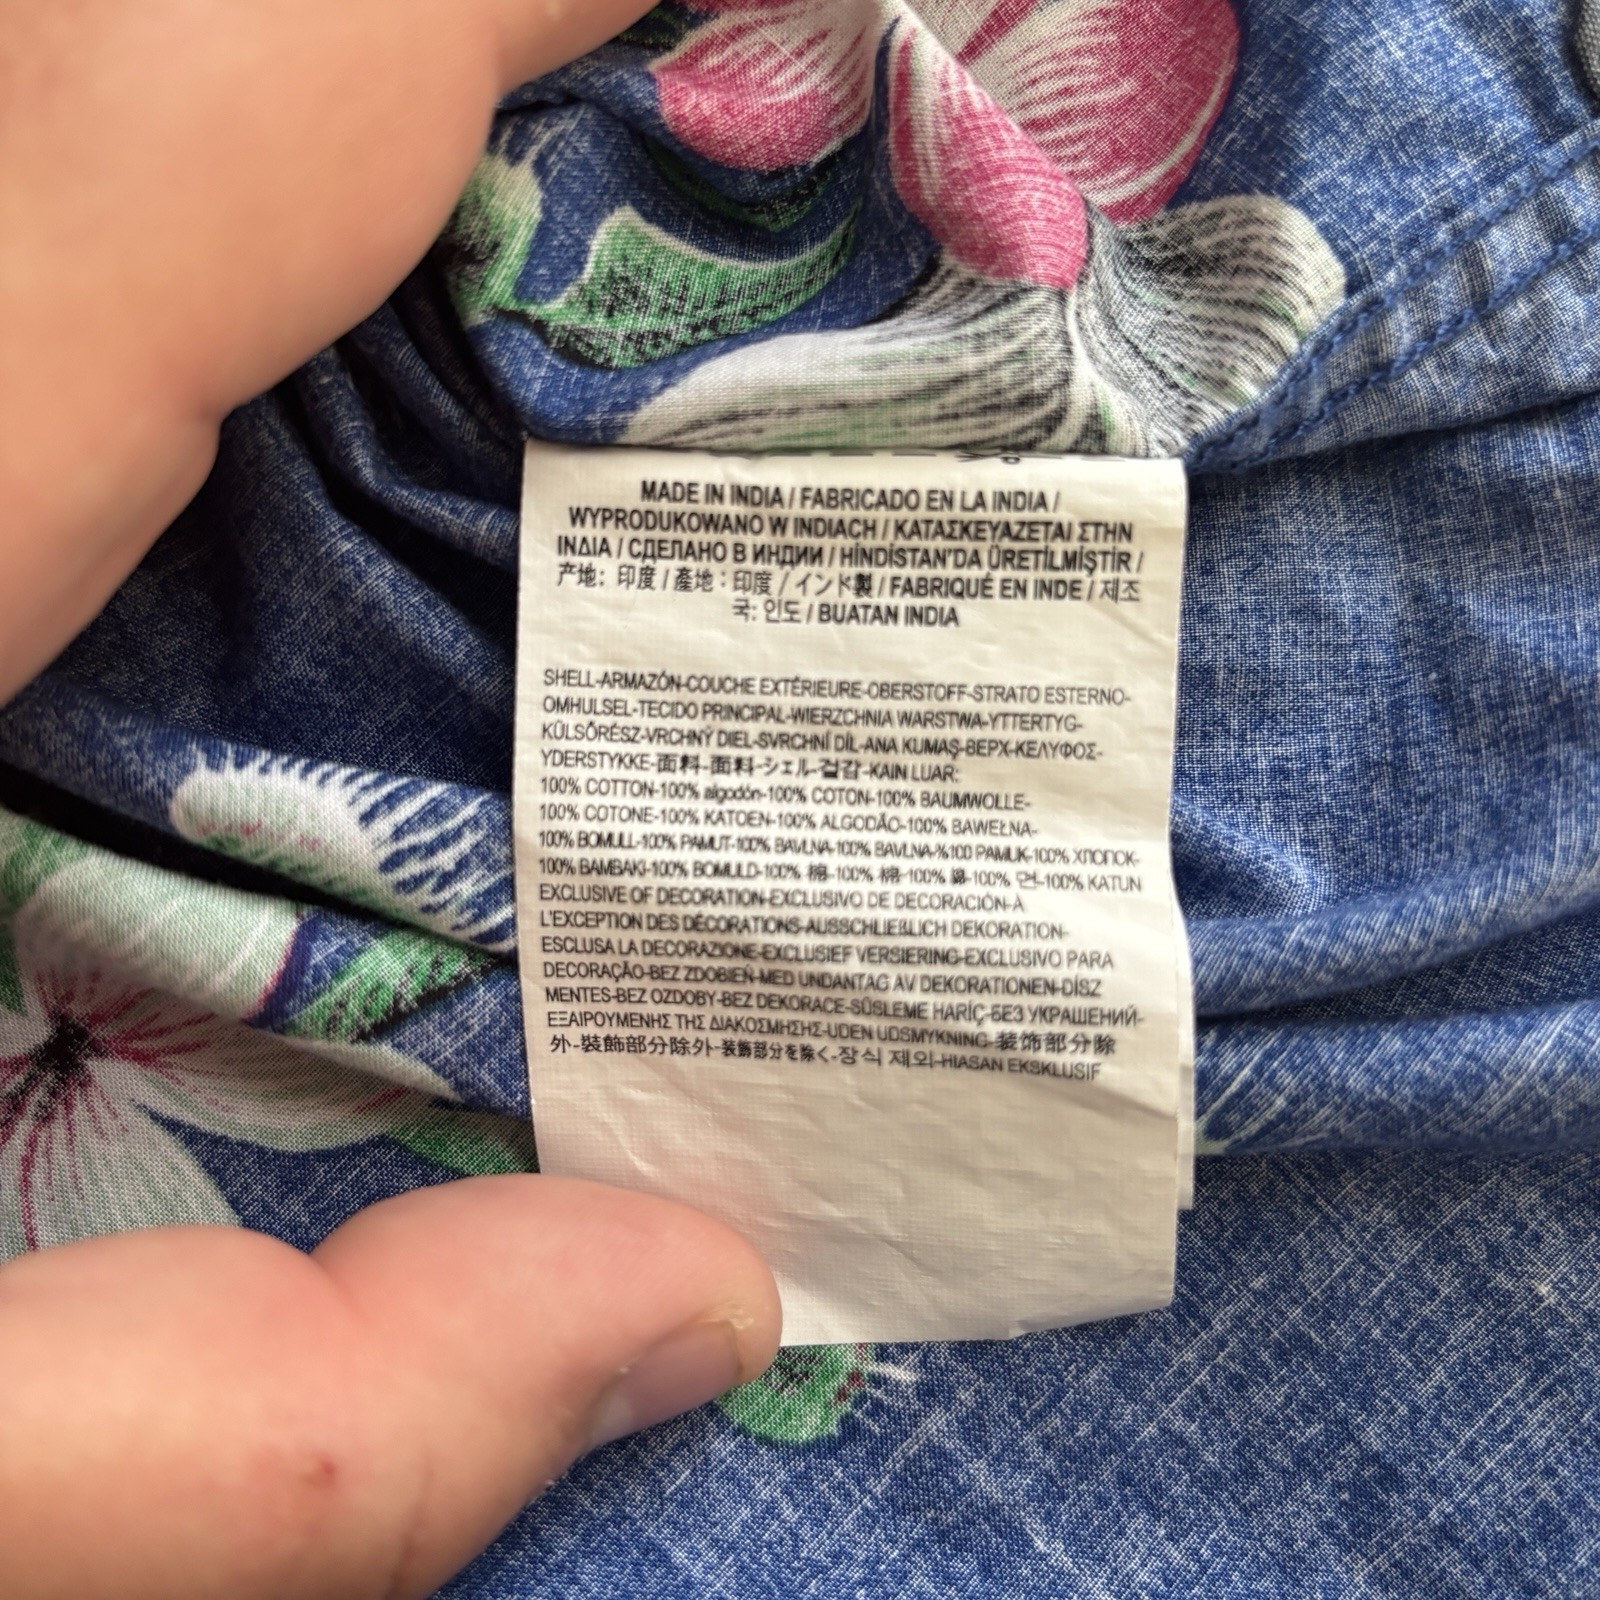 MADE IN INDIA / FABRICADO EN LA INDIA /
WYPRODUKOWANO W INDIACH / ΚΑΤΑΣΚΕΥΑΖΕΤΑΙ ΣΤΗΝ
ΙΝΔΙΑ / СДЕЛАНО В ИНДИИ / HİNDİSTAN'DA ÜRETİLMİŞTİR /
产地: 印度 / 產地:印度 / インド製 / FABRIQUÉ EN INDE / 제조
국: 인도 / BUATAN INDIA
SHELL-ARMAZÓN-COUCHE EXTÉRIEURE-OBERSTOFF-STRATO ESTERNO-
OMHULSEL-TECIDO PRINCIPAL-WIERZCHNIA WARSTWA-YTTERTYG-
KÜLSŐRÉSZ-VRCHNÝ DIEL-SVRCHNÍ DÍL-ANA KUMAŞ-ВЕРХ-ΚΕΛΥΦΟΣ-
YDERSTYKKE-面料-面料-シェル-겉감-KAIN LUAR:
100% COTTON-100% algodón-100% COTON-100% BAUMWOLLE-
100% COTONE-100% KATOEN-100% ALGODÃO-100% BAWEŁNA-
100% BOMULL-100% PAMUT-100% BAVLNA-100% BAVLNA-%100 PAMUK-100% ХЛОПОК-
100% ΒΑΜΒΑΚΙ-100% BOMULD-100% 棉-100% 棉-100% 綿-100% 면-100% KATUN
EXCLUSIVE OF DECORATION-EXCLUSIVO DE DECORACIÓN-À
L'EXCEPTION DES DÉCORATIONS-AUSSCHLIEßLICH DEKORATION-
ESCLUSA LA DECORAZIONE-EXCLUSIEF VERSIERING-EXCLUSIVO PARA
DECORAÇÃO-BEZ ZDOBIEŃ-MED UNDANTAG AV DEKORATIONEN-DÍSZ
MENTES-BEZ OZDOBY-BEZ DEKORACE-SÜSLEME HARİÇ-БЕЗ УКРАШЕНИЙ-
ΕΞΑΙΡΟΥΜΕΝΗΣ ΤΗΣ ΔΙΑΚΟΣΜΗΣΗΣ-UDEN UDSMYKNING-装饰部分除
外-裝飾部分除外-装飾部分を除く-장식 제외-HIASAN EKSKLUSIF